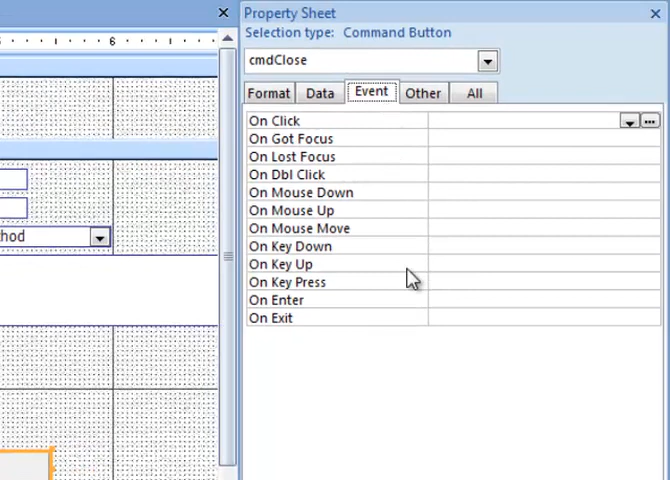 Property Sheet
Selection type: Command Button
6
cmdClose
Format Data Event Other All
On Click
On Got Focus
On Lost Focus
On Dbl Click
On Mouse Down
On Mouse Up
On Mouse Move
hod
On Key Down
On Key Up
On Key Press
On Enter
On Exit